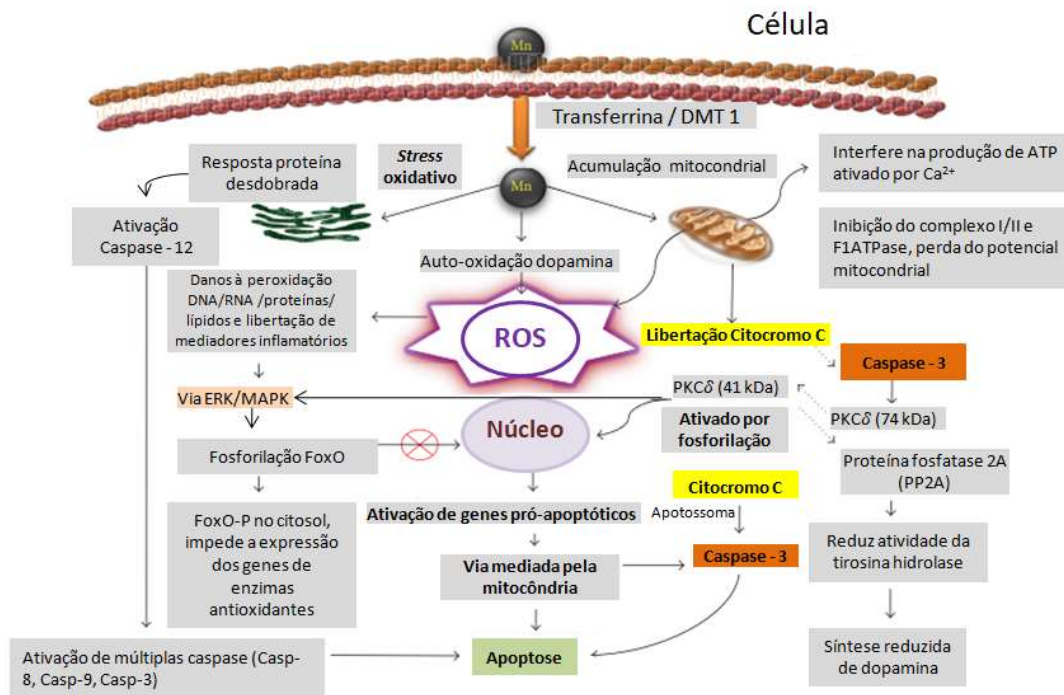 Célula
Mn
Transferrina / DMT 1
Resposta proteína
desdobrada
Stress
oxidativo
Mn
Acumulação mitocondrial
Interfere na produção de ATP
ativado por Ca²⁺
Ativação
Caspase - 12
Inibição do complexo I/II e
F1ATPase, perda do potencial
mitocondrial
Auto-oxidação dopamina
Danos à peroxidação
DNA/RNA /proteínas/
lípidos e libertação de
mediadores inflamatórios
ROS
Libertação Citocromo C
Caspase - 3
PKCδ (41 kDa)
Via ERK/MAPK
Ativado por
fosforilação
PKCδ (74 kDa)
Núcleo
Fosforilação FoxO
Proteína fosfatase 2A
(PP2A)
Citocromo C
Ativação de genes pró-apoptóticos
Apotossoma
FoxO-P no citosol,
impede a expressão
dos genes de
enzimas
antioxidantes
Reduz atividade da
tirosina hidrolase
Via mediada pela
mitocôndria
Caspase - 3
Ativação de múltiplas caspase (Casp-
8, Casp-9, Casp-3)
Apoptose
Síntese reduzida
de dopamina